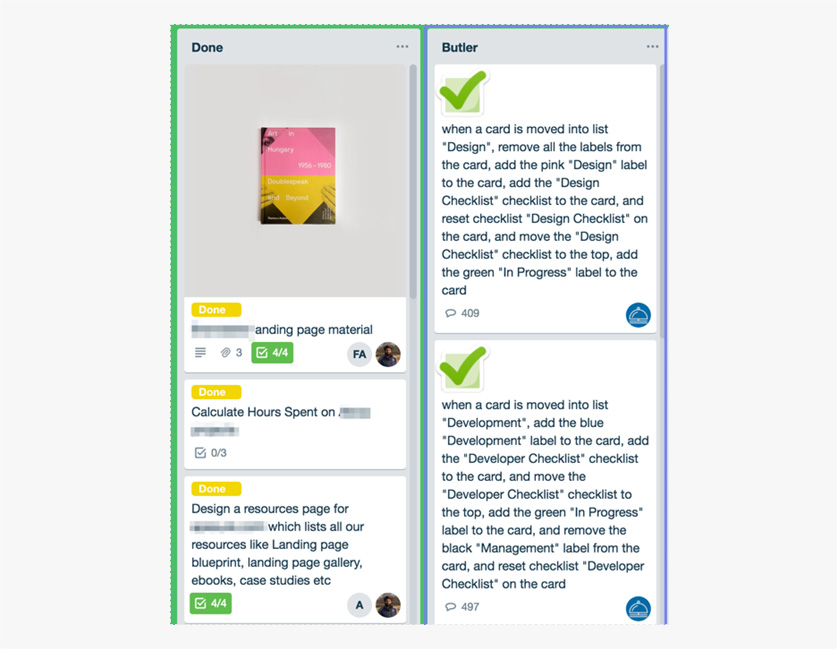 Done
Art in
Hungary
1956–1980
Doubletspeak
and Beyond
Done
anding page material
3
4/4
FA
Done
Calculate Hours Spent on
0/3
Done
Design a resources page for
which lists all our
resources like Landing page
blueprint, landing page gallery,
ebooks, case studies etc
4/4
A
Butler
when a card is moved into list
"Design", remove all the labels from
the card, add the pink "Design" label
to the card, add the "Design
Checklist" checklist to the card, and
reset checklist "Design Checklist" on
the card, and move the "Design
Checklist" checklist to the top, add
the green "In Progress" label to the
card
409
when a card is moved into list
"Development", add the blue
"Development" label to the card, add
the "Developer Checklist" checklist
to the card, and move the
"Developer Checklist" checklist to
the top, add the green "In Progress"
label to the card, and remove the
black "Management" label from the
card, and reset checklist "Developer
Checklist" on the card
497